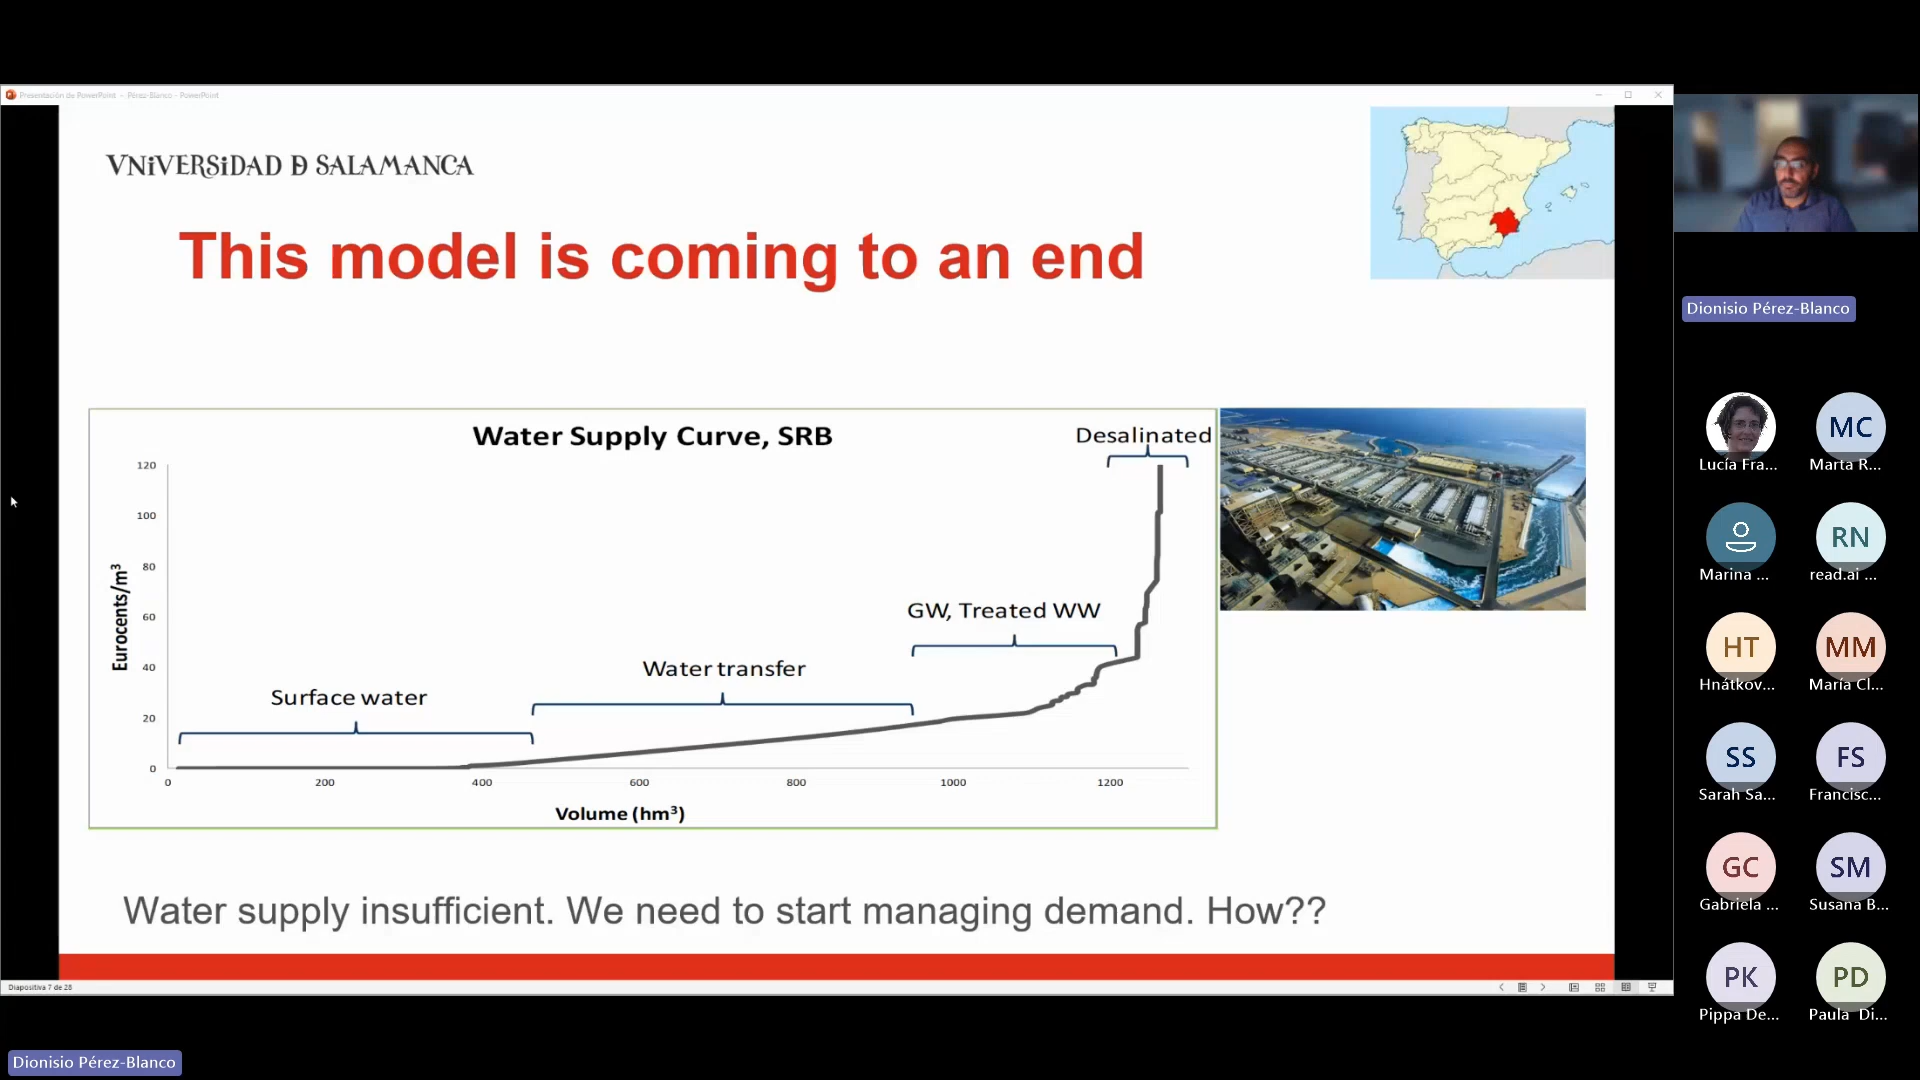 Presentación de PowerPoint - Pérez-Blanco - PowerPoint
VNiVERSiDAD Ð SALAMANCA
This model is coming to an end
Water Supply Curve, SRB
Desalinated
GW, Treated WW
Water transfer
Surface water
Eurocents/m³
120
100
80
60
40
20
0
0 200 400 600 800 1000 1200
Volume (hm³)
Water supply insufficient. We need to start managing demand. How??
Diapositiva 7 de 28
Dionisio Pérez-Blanco
Dionisio Pérez-Blanco
MC
Lucía Fra... Marta R...
RN
Marina ... read.ai ...
HT MM
Hnátkov... María Cl...
SS FS
Sarah Sa... Francisc...
GC SM
Gabriela ... Susana B...
PK PD
Pippa De... Paula Di...